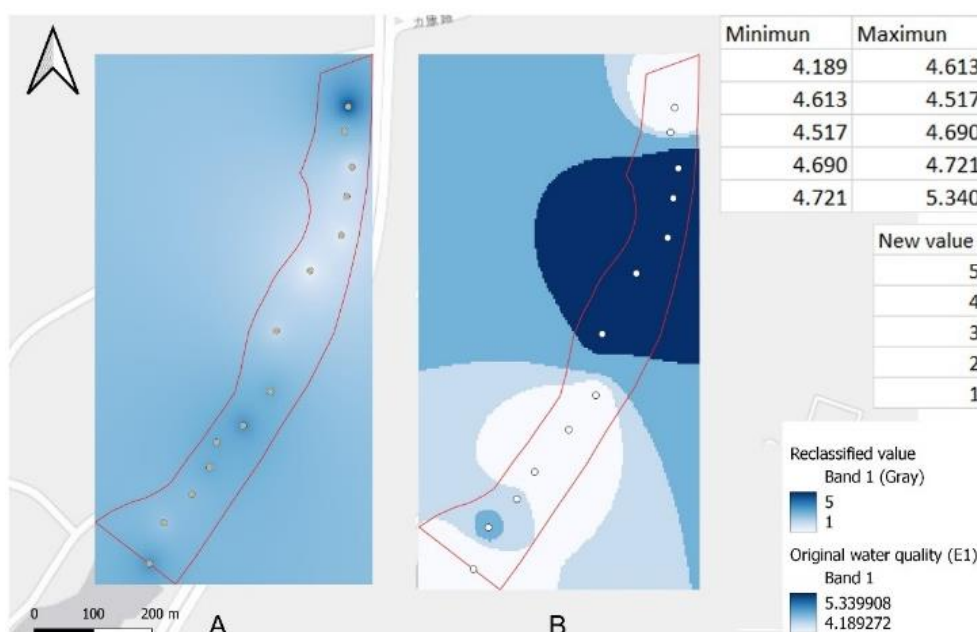 Minimun Maximun
4.189 4.613
4.613 4.517
4.517 4.690
4.690 4.721
4.721 5.340
New value
5
4
3
2
1
Reclassified value
Band 1 (Gray)
5
1
Original water quality (E1)
Band 1
5.339908
4.189272
0 100 200 m
A B